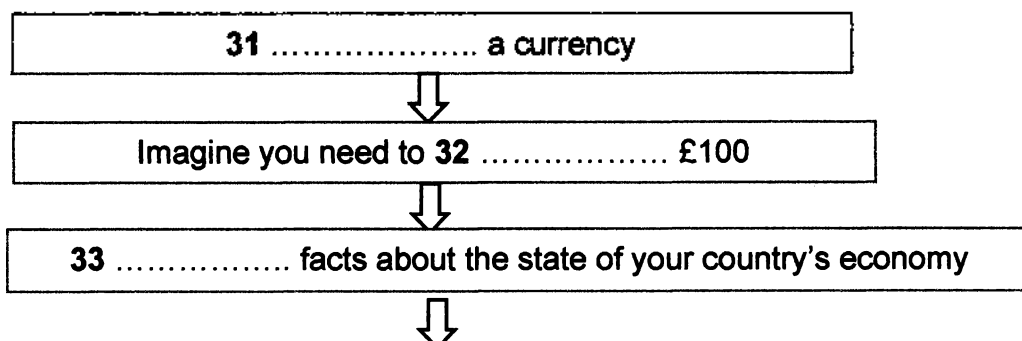 31 ..................... a currency
Imagine you need to 32 ................... £100
33 ................. facts about the state of your country's economy